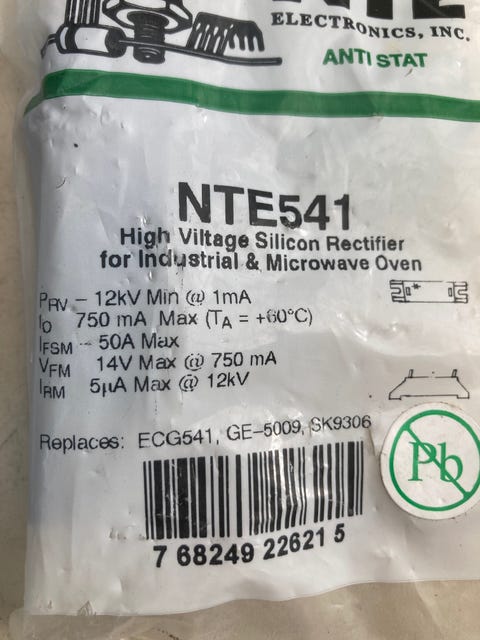 NTE
ELECTRONICS, INC.
ANTI STAT
NTE541
High Viltage Silicon Rectifier
for Industrial & Microwave Oven
PRV – 12kV Min @ 1mA
IO 750 mA Max (TA = +60°C)
IFSM – 50A Max
VFM 14V Max @ 750 mA
IRM 5µA Max @ 12kV
Replaces: ECG541, GE–5009, SK9306
Pb
7 68249 22621 5